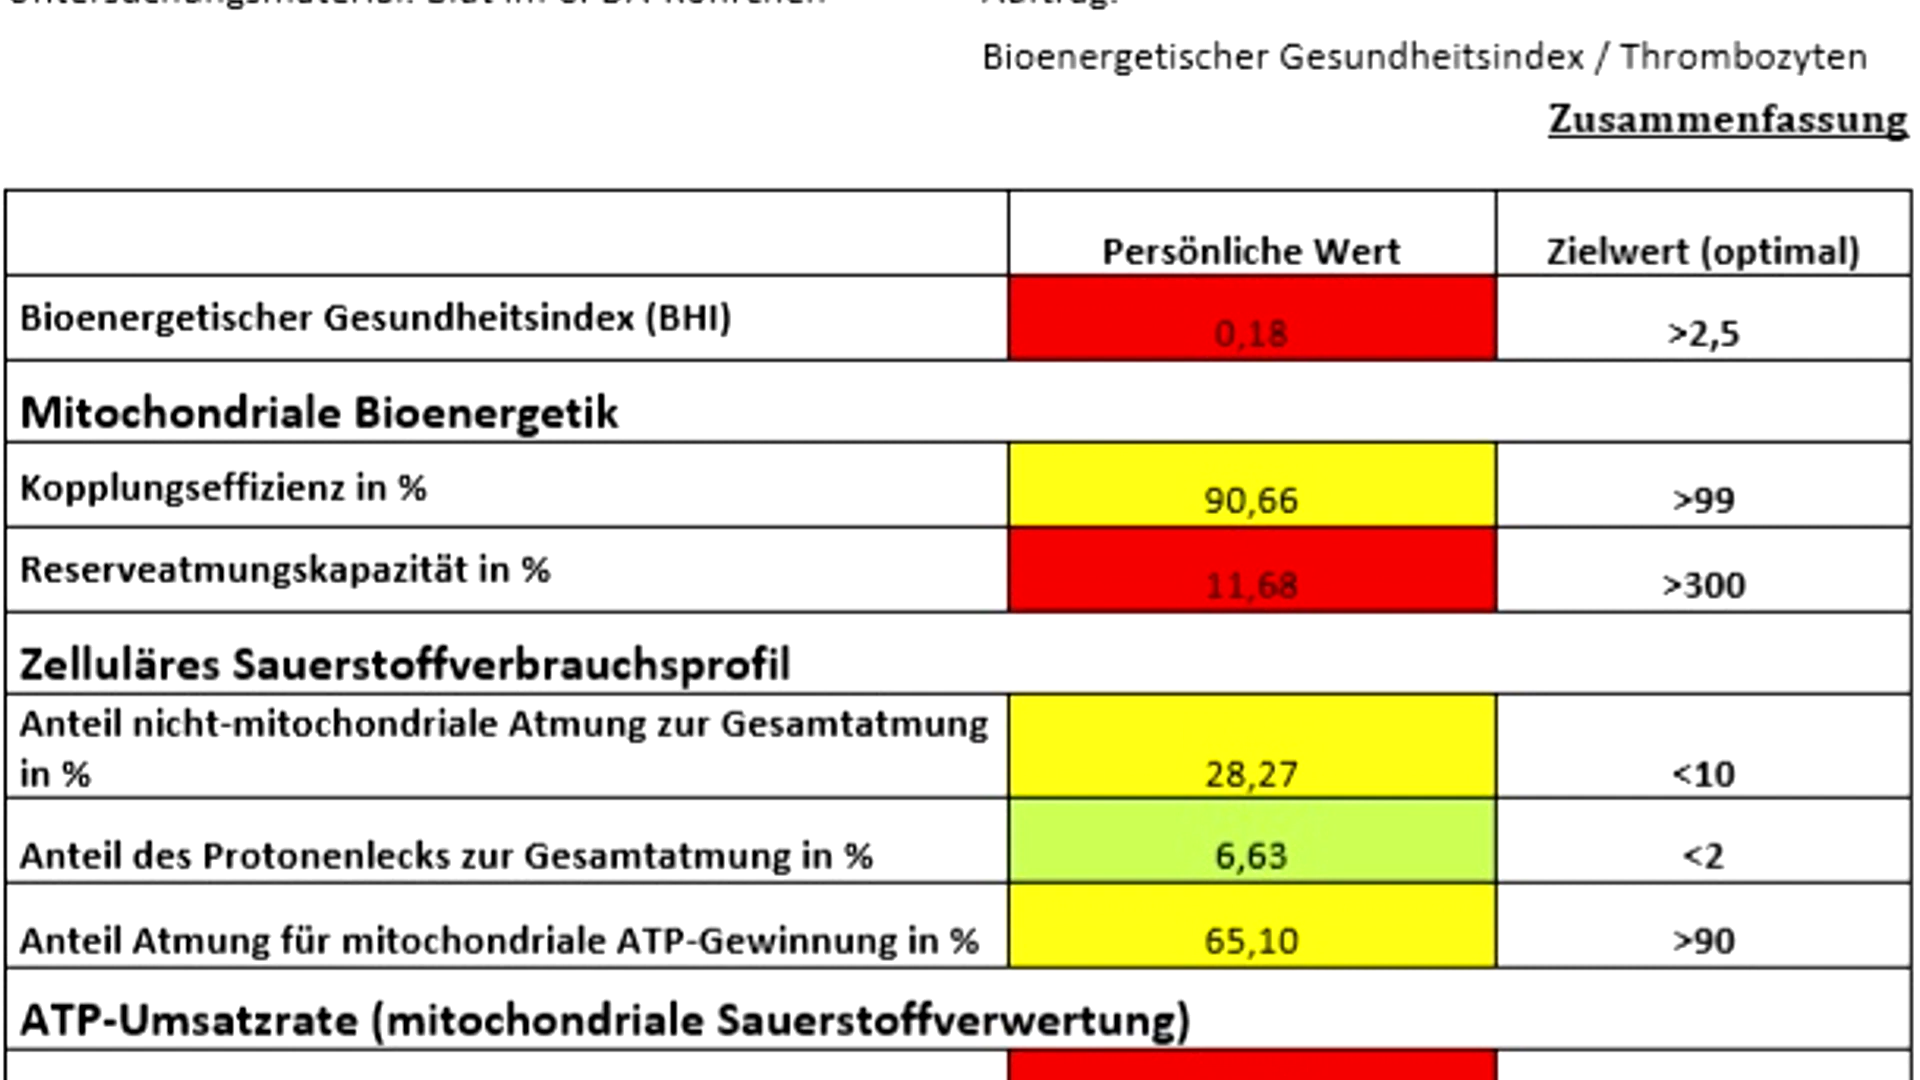 Bioenergetischer Gesundheitsindex / Thrombozyten
Zusammenfassung
Persönliche Wert Zielwert (optimal)
Bioenergetischer Gesundheitsindex (BHI) 0,18 >2,5
Mitochondriale Bioenergetik
Kopplungseffizienz in % 90,66 >99
Reserveatmungskapazität in % 11,68 >300
Zelluläres Sauerstoffverbrauchsprofil
Anteil nicht-mitochondriale Atmung zur Gesamtatmung
in % 28,27 <10
Anteil des Protonenlecks zur Gesamtatmung in % 6,63 <2
Anteil Atmung für mitochondriale ATP-Gewinnung in % 65,10 >90
ATP-Umsatzrate (mitochondriale Sauerstoffverwertung)